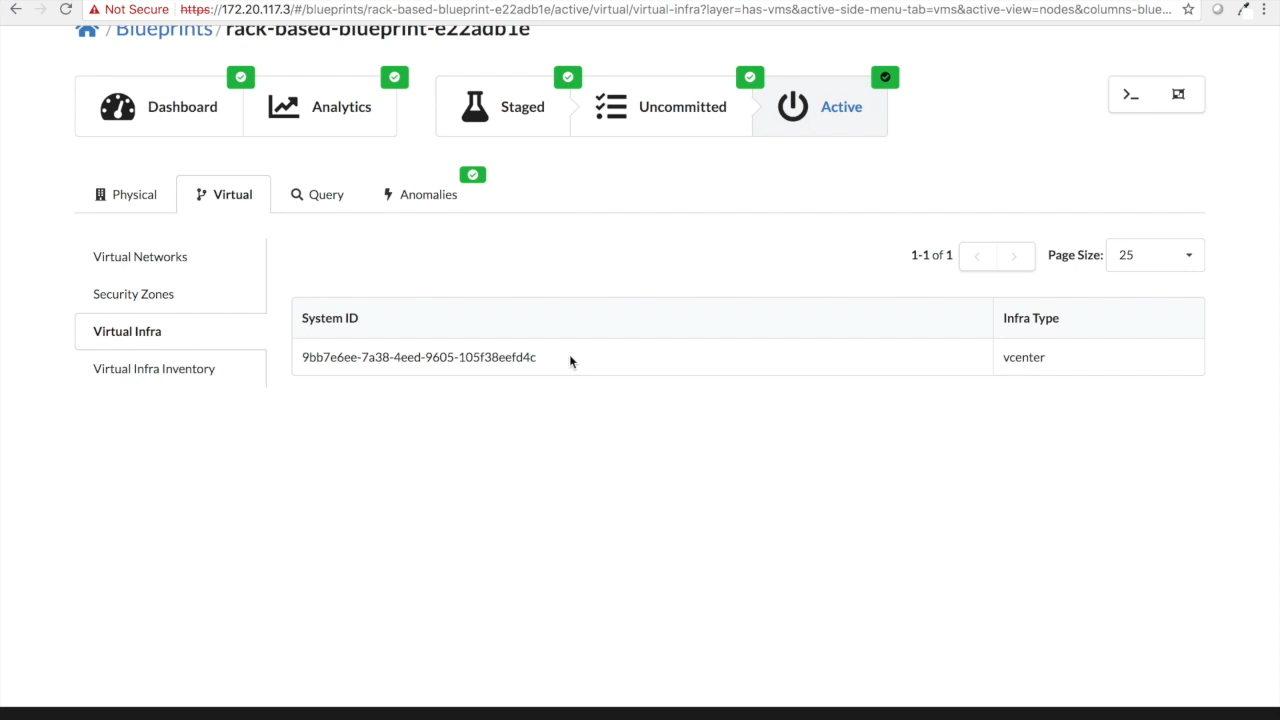 Not Secure https://172.20.117.3/#/blueprints/rack-based-blueprint-e22adb1e/active/virtual/virtual-infra?layer=has-vms&active-side-menu-tab=vms&active-view=nodes&columns-blue...
/ Blueprints / rack-based-blueprint-e22adb1e
Dashboard Analytics Staged Uncommitted Active
Physical Virtual Query Anomalies
1-1 of 1 Page Size: 25
Virtual Networks
Security Zones
Virtual Infra
Virtual Infra Inventory
System ID Infra Type
9bb7e6ee-7a38-4eed-9605-105f38eefd4c vcenter